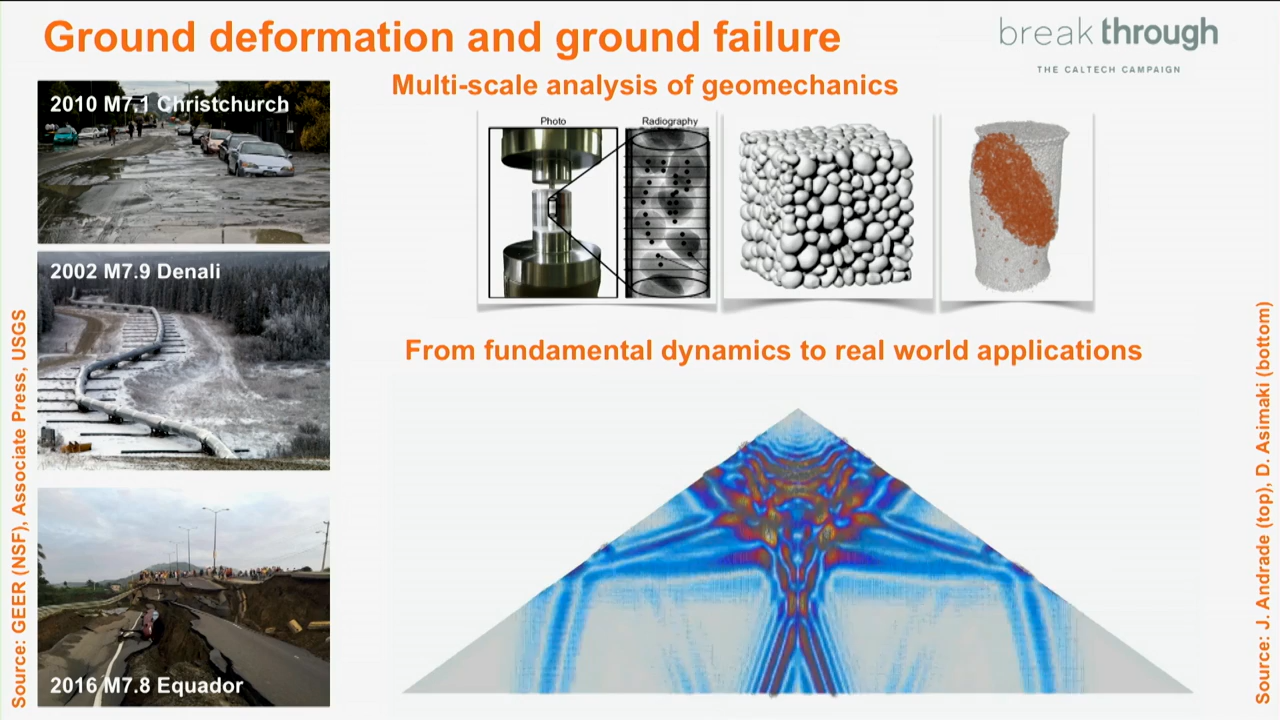 Ground deformation and ground failure
break through
THE CALTECH CAMPAIGN
Multi-scale analysis of geomechanics
2010 M7.1 Christchurch
Photo
Radiography
2002 M7.9 Denali
From fundamental dynamics to real world applications
2016 M7.8 Equador
Source: GEER (NSF), Associate Press, USGS
Source: J. Andrade (top), D. Asimaki (bottom)